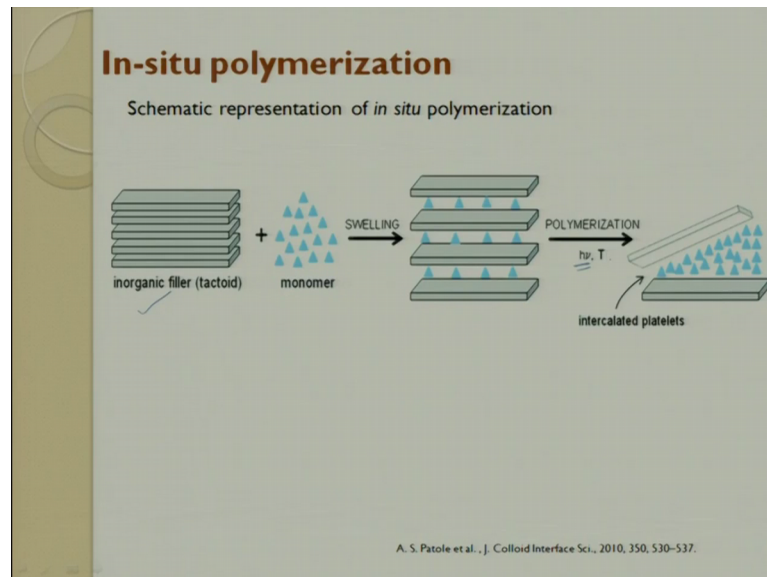 In-situ polymerization
Schematic representation of in situ polymerization
SWELLING
POLYMERIZATION
+
hν, T
inorganic filler (tactoid)
monomer
intercalated platelets
A. S. Patole et al., J. Colloid Interface Sci., 2010, 350, 530–537.